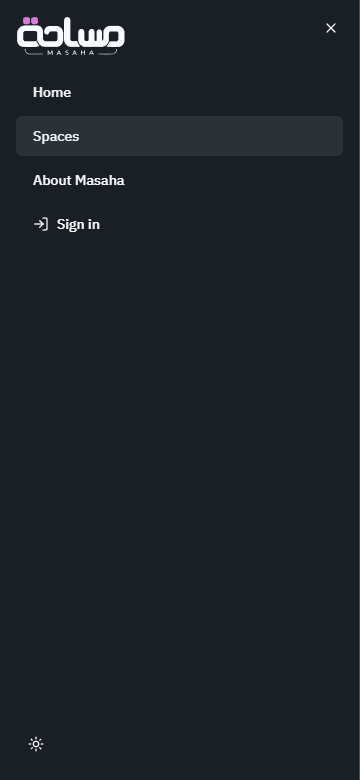 مساحة
MASAHA
Home
Spaces
About Masaha
Sign in